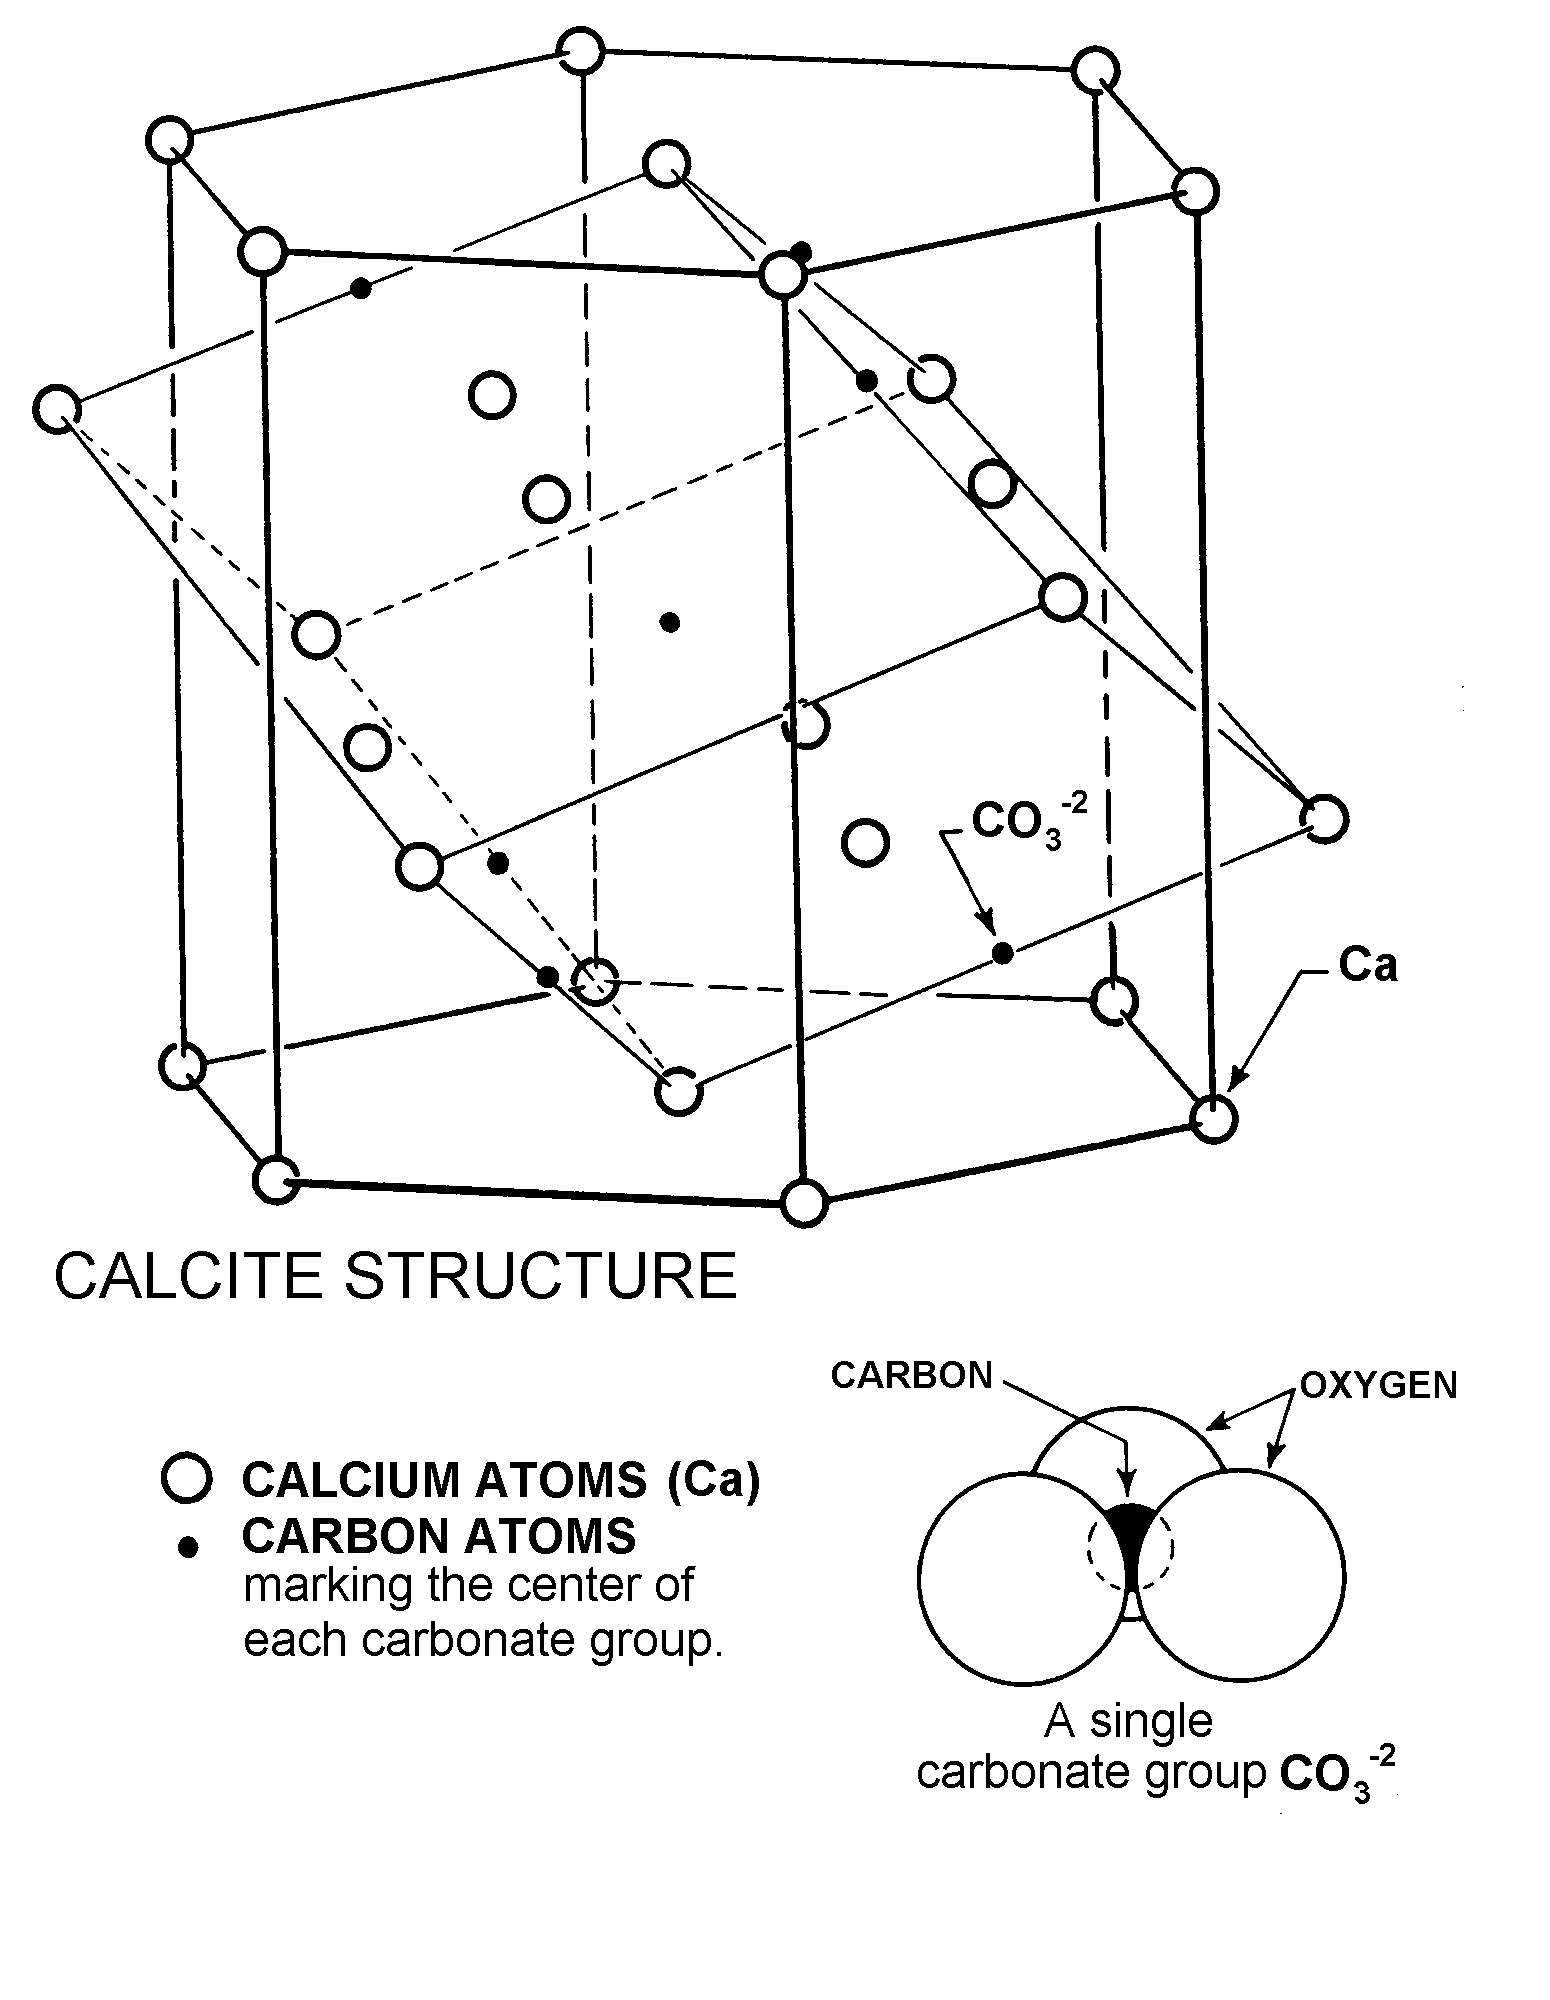 CO₃⁻²
Ca
CALCITE STRUCTURE
CARBON
OXYGEN
CALCIUM ATOMS (Ca)
CARBON ATOMS
marking the center of
each carbonate group.
A single
carbonate group CO₃⁻²